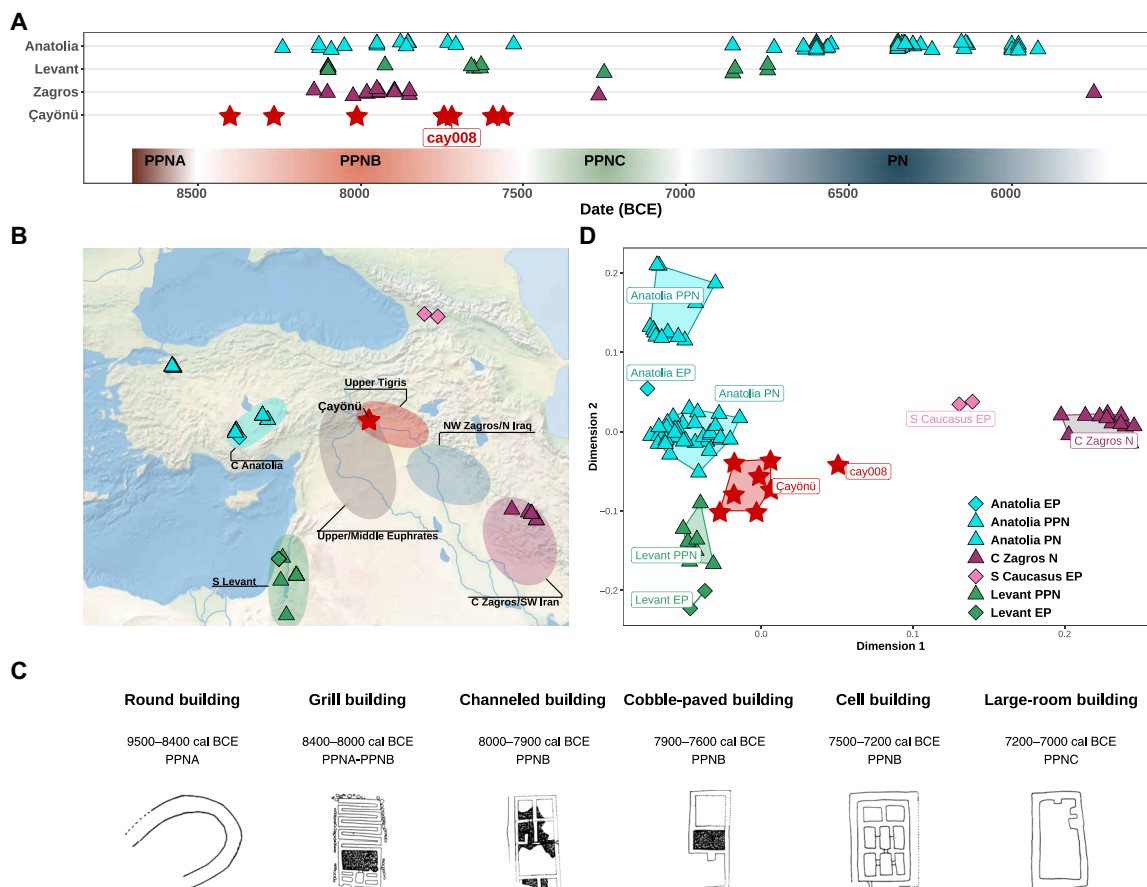 A
Anatolia
Levant
Zagros
Çayönü
cay008
PPNA
PPNB
PPNC
PN
8500
8000
7500
7000
6500
6000
Date (BCE)
B
Upper Tigris
Çayönü
NW Zagros/N Iraq
C Anatolia
Upper/Middle Euphrates
S Levant
C Zagros/SW Iran
D
0.2
0.1
0.0
−0.1
−0.2
Dimension 2
Anatolia PPN
Anatolia EP
Anatolia PN
S Caucasus EP
C Zagros N
cay008
Çayönü
Levant PPN
Levant EP
Anatolia EP
Anatolia PPN
Anatolia PN
C Zagros N
S Caucasus EP
Levant PPN
Levant EP
0.0
0.1
0.2
Dimension 1
C
Round building
9500–8400 cal BCE
PPNA
Grill building
8400–8000 cal BCE
PPNA-PPNB
Channeled building
8000–7900 cal BCE
PPNB
Cobble-paved building
7900–7600 cal BCE
PPNB
Cell building
7500–7200 cal BCE
PPNB
Large-room building
7200–7000 cal BCE
PPNC